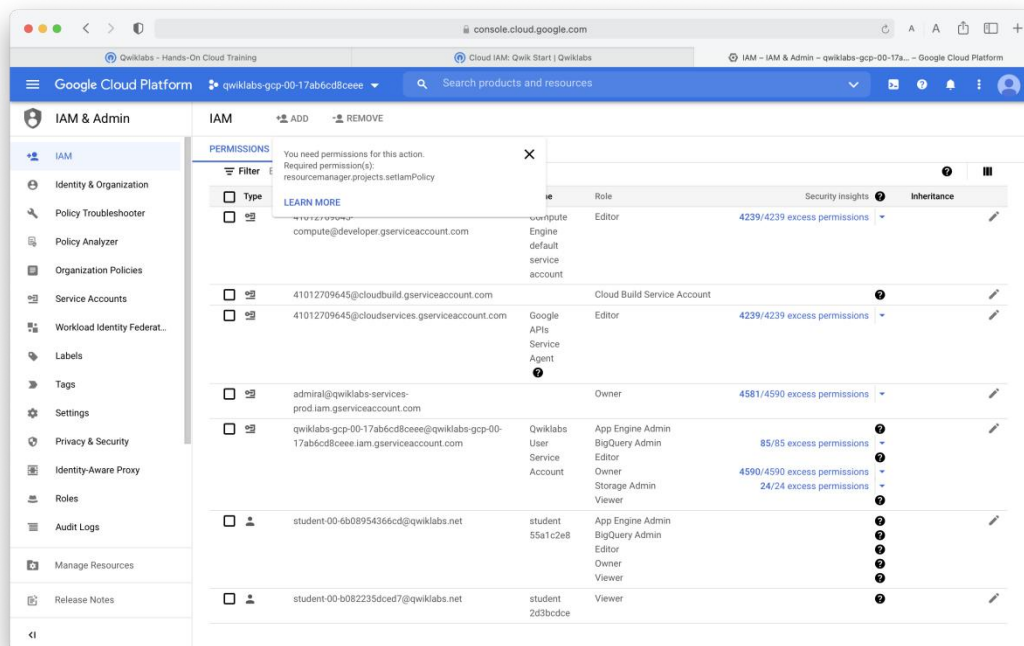 console.cloud.google.com
A A
Qwiklabs - Hands-On Cloud Training
Cloud IAM: Qwik Start | Qwiklabs
IAM – IAM & Admin – qwiklabs-gcp-00-17a... – Google Cloud Platform
Google Cloud Platform
qwiklabs-gcp-00-17ab6cd8ceee
Search products and resources
IAM & Admin
IAM
Identity & Organization
Policy Troubleshooter
Policy Analyzer
Organization Policies
Service Accounts
Workload Identity Federat...
Labels
Tags
Settings
Privacy & Security
Identity-Aware Proxy
Roles
Audit Logs
Manage Resources
Release Notes
IAM
ADD
REMOVE
PERMISSIONS
You need permissions for this action.
Required permission(s):
resourcemanager.projects.setIamPolicy
LEARN MORE
Filter
Type
Role
Security insights
Inheritance
41012709645-
compute@developer.gserviceaccount.com
Compute
Engine
default
service
account
Editor
4239/4239 excess permissions
41012709645@cloudbuild.gserviceaccount.com
Cloud Build Service Account
41012709645@cloudservices.gserviceaccount.com
Google
APIs
Service
Agent
Editor
4239/4239 excess permissions
admiral@qwiklabs-services-
prod.iam.gserviceaccount.com
Owner
4581/4590 excess permissions
qwiklabs-gcp-00-17ab6cd8ceee@qwiklabs-gcp-00-
17ab6cd8ceee.iam.gserviceaccount.com
Qwiklabs
User
Service
Account
App Engine Admin
BigQuery Admin
85/85 excess permissions
Editor
Owner
4590/4590 excess permissions
Storage Admin
24/24 excess permissions
Viewer
student-00-6b08954366cd@qwiklabs.net
student
55a1c2e8
App Engine Admin
BigQuery Admin
Editor
Owner
Viewer
student-00-b082235dced7@qwiklabs.net
student
2d3bcdce
Viewer